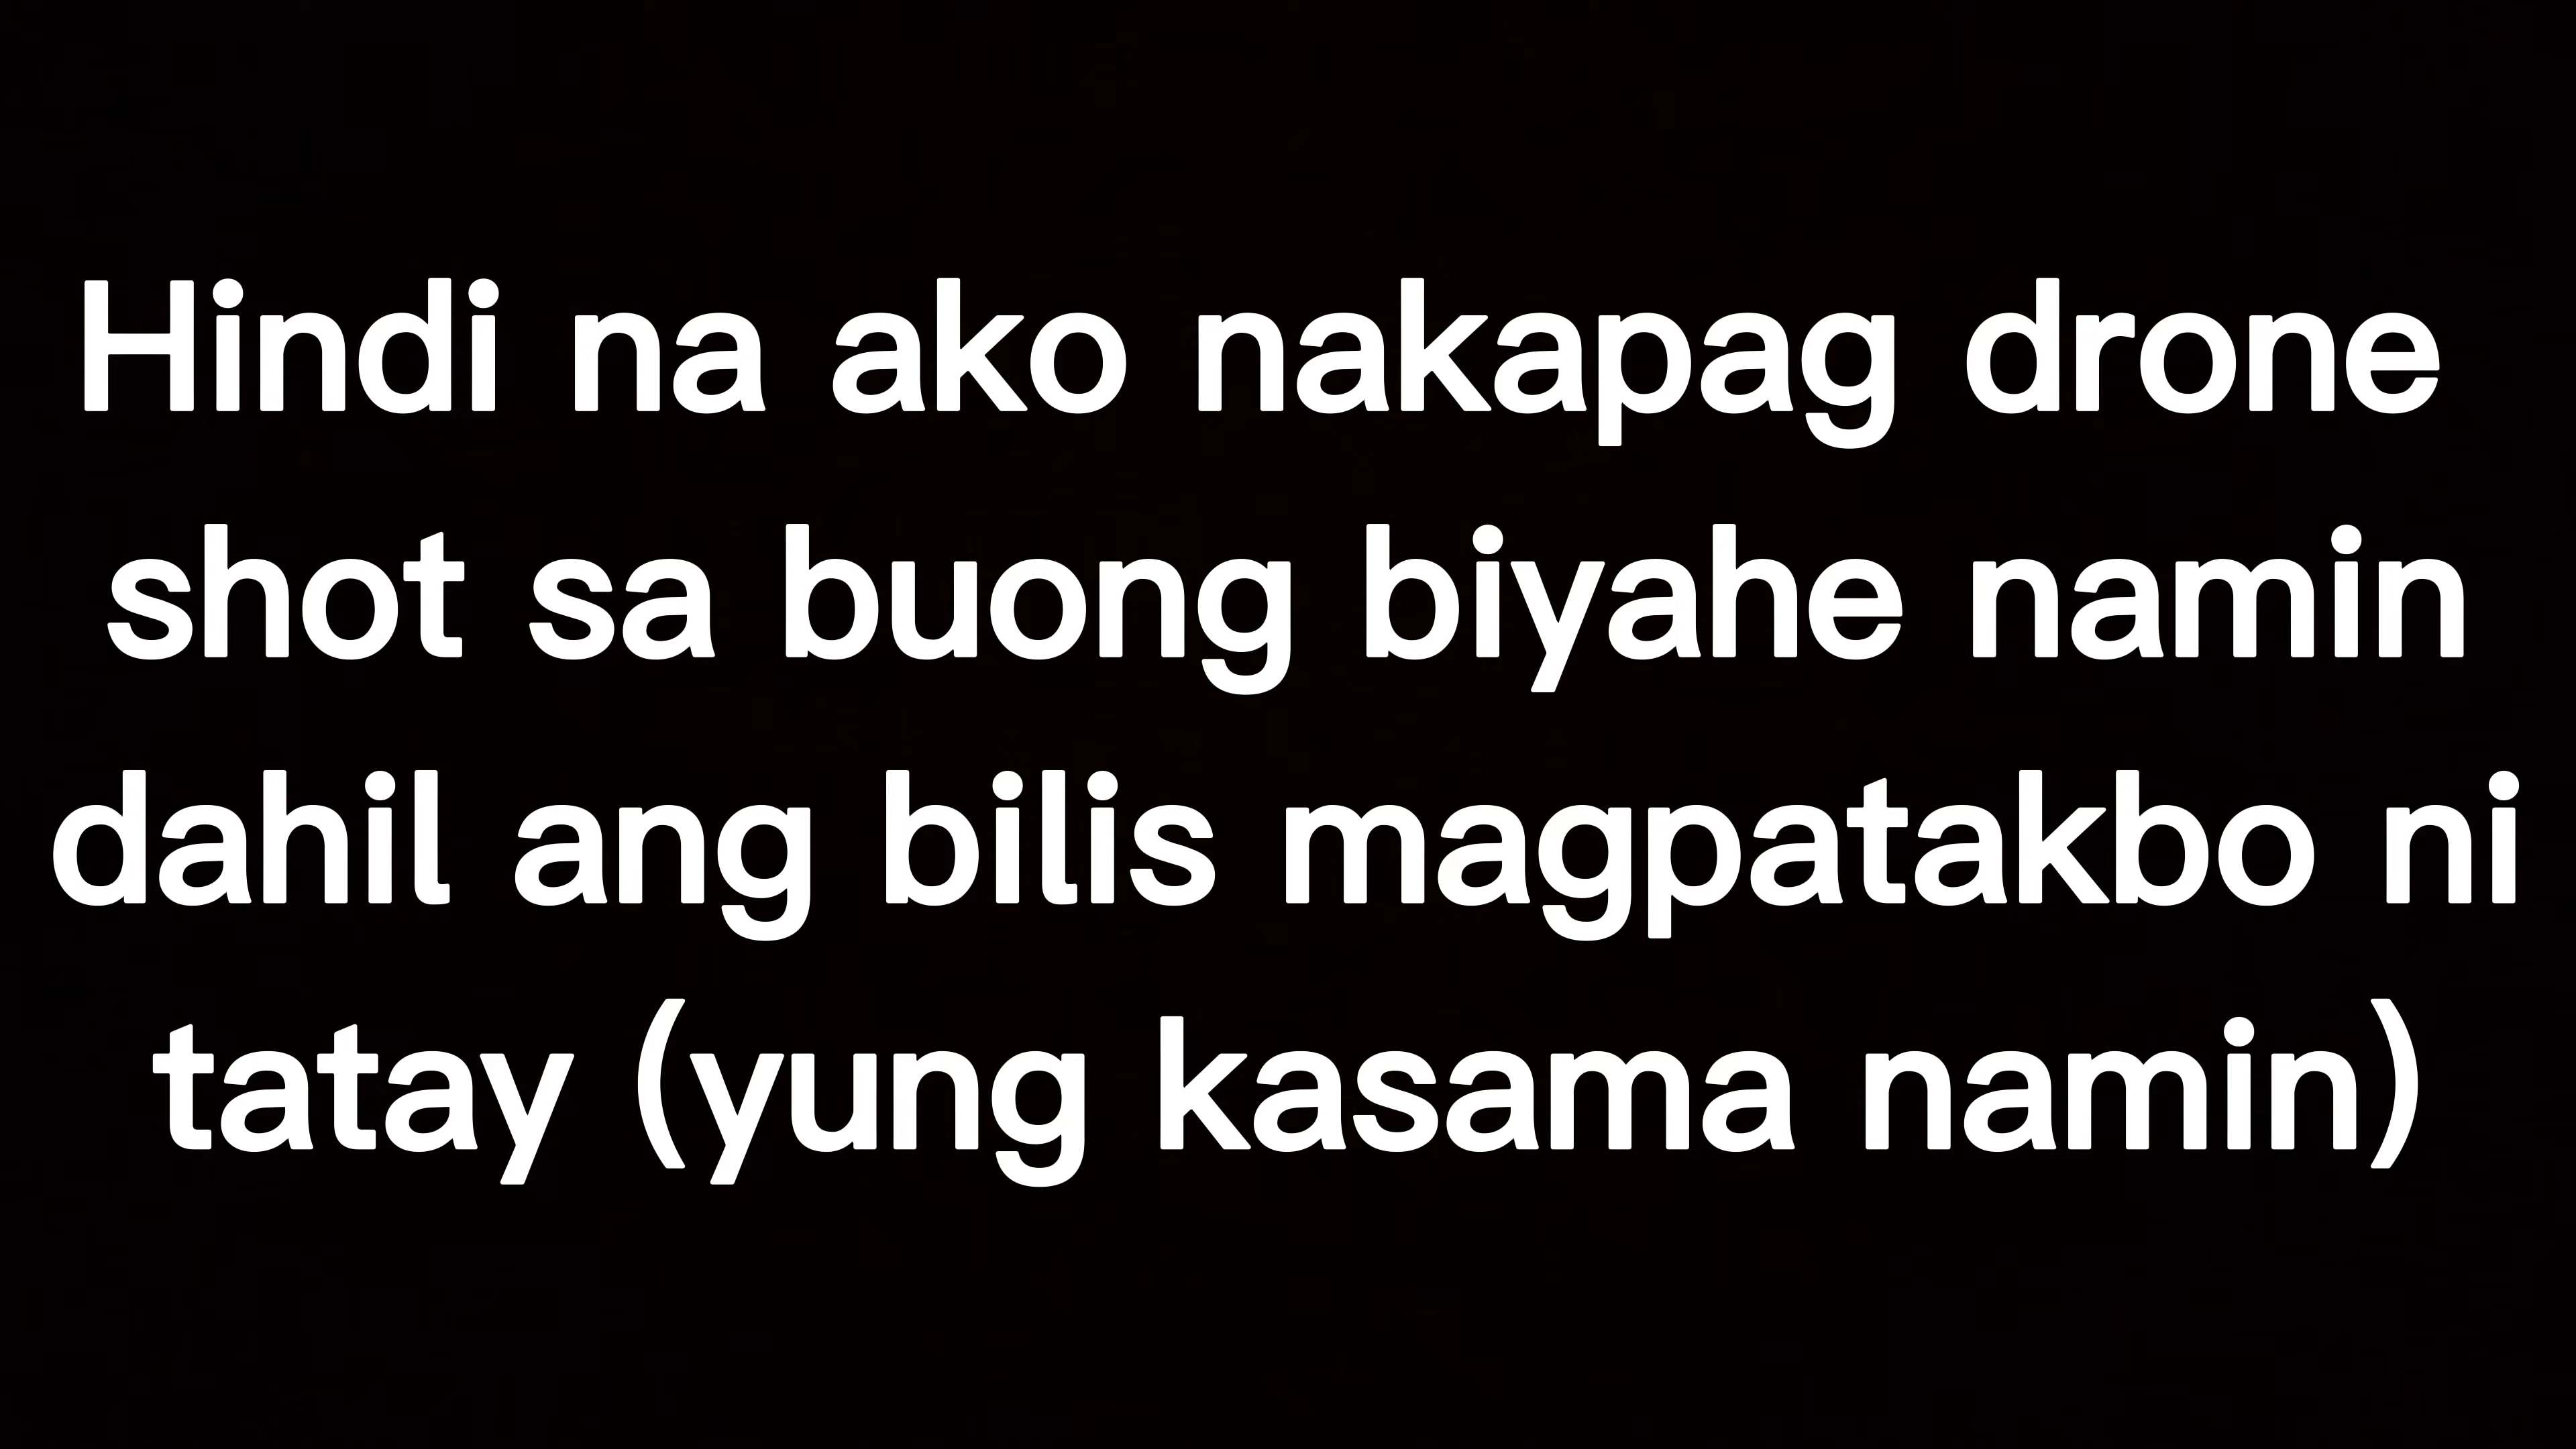 Hindi na ako nakapag drone
shot sa buong biyahe namin
dahil ang bilis magpatakbo ni
tatay (yung kasama namin)